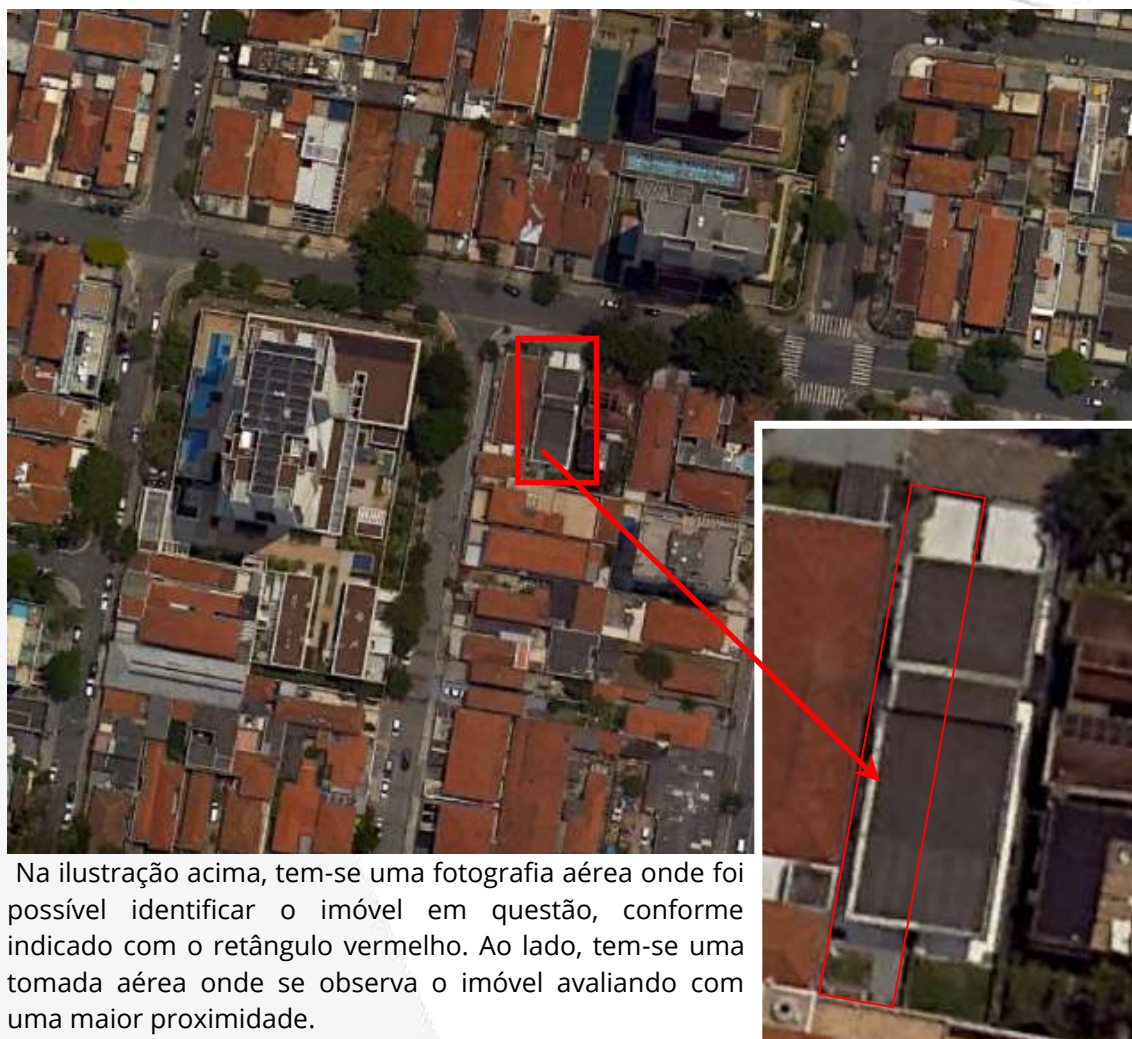 Na ilustração acima, tem-se uma fotografia aérea onde foi
possível identificar o imóvel em questão, conforme
indicado com o retângulo vermelho. Ao lado, tem-se uma
tomada aérea onde se observa o imóvel avaliando com
uma maior proximidade.